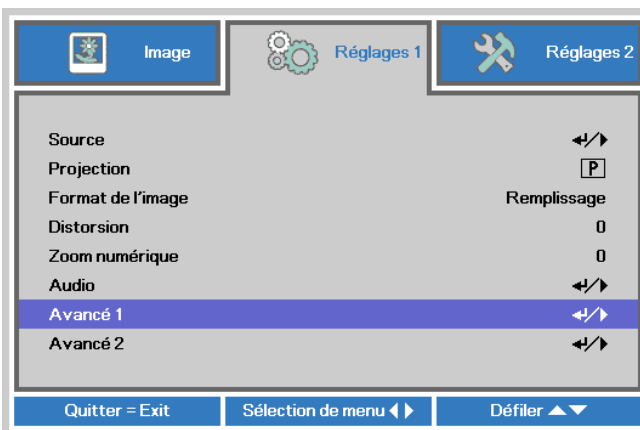 Image Réglages 1 Réglages 2
Source
Projection P
Format de l'image Remplissage
Distorsion 0
Zoom numérique 0
Audio
Avancé 1
Avancé 2
Quitter = Exit Sélection de menu Défiler